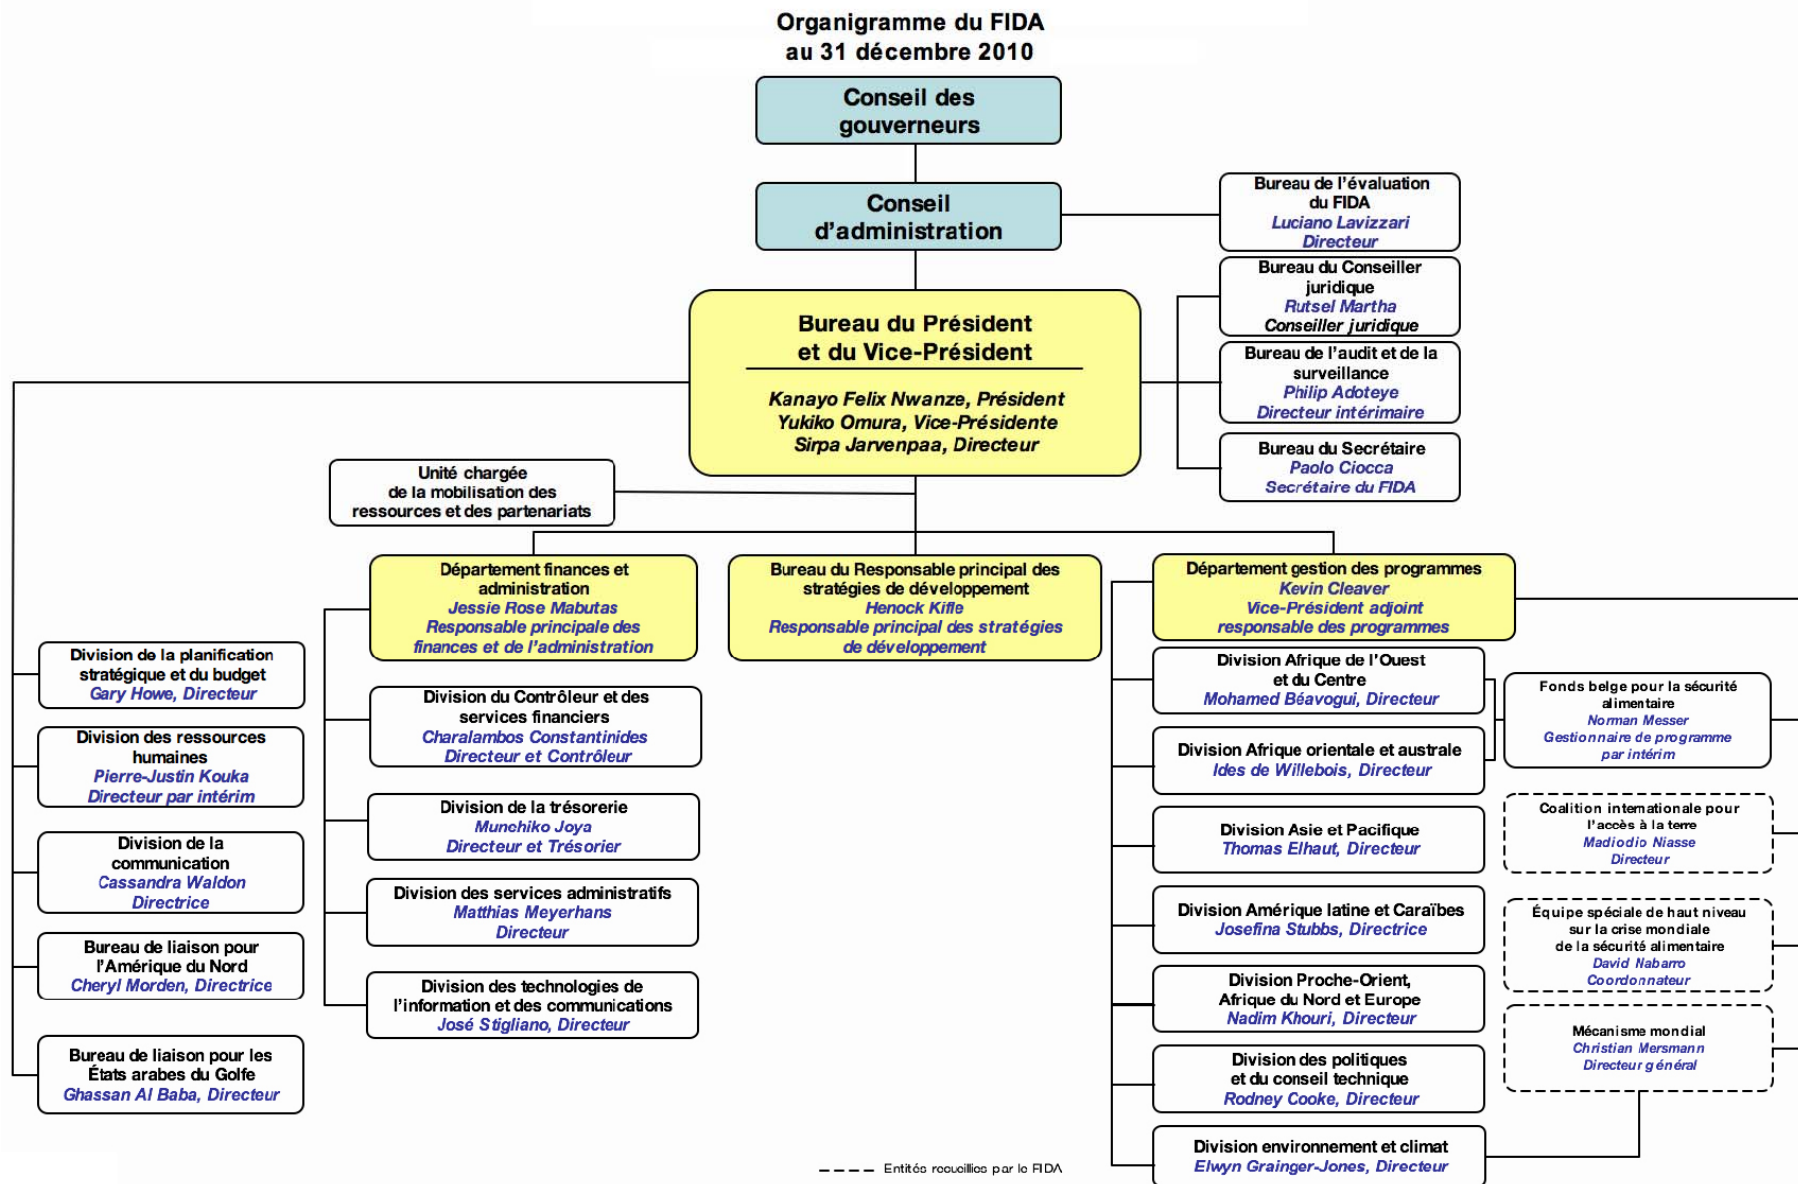 Organigramme du FIDA
au 31 décembre 2010
Conseil des
gouverneurs
Conseil
d'administration
Bureau de l'évaluation
du FIDA
Luciano Lavizzari
Directeur
Bureau du Conseiller
juridique
Rutsel Martha
Conseiller juridique
Bureau de l'audit et de la
surveillance
Philip Adoteye
Directeur intérimaire
Bureau du Secrétaire
Paolo Ciocca
Secrétaire du FIDA
Bureau du Président
et du Vice-Président
Kanayo Felix Nwanze, Président
Yukiko Omura, Vice-Présidente
Sirpa Jarvenpaa, Directeur
Unité chargée
de la mobilisation des
ressources et des partenariats
Département finances et
administration
Jessie Rose Mabutas
Responsable principale des
finances et de l'administration
Bureau du Responsable principal des
stratégies de développement
Henock Kifle
Responsable principal des stratégies
de développement
Département gestion des programmes
Kevin Cleaver
Vice-Président adjoint
responsable des programmes
Division de la planification
stratégique et du budget
Gary Howe, Directeur
Division des ressources
humaines
Pierre-Justin Kouka
Directeur par intérim
Division de la
communication
Cassandra Waldon
Directrice
Bureau de liaison pour
l'Amérique du Nord
Cheryl Morden, Directrice
Bureau de liaison pour les
États arabes du Golfe
Ghassan Al Baba, Directeur
Division du Contrôleur et des
services financiers
Charalambos Constantinides
Directeur et Contrôleur
Division de la trésorerie
Munchiko Joya
Directeur et Trésorier
Division des services administratifs
Matthias Meyerhans
Directeur
Division des technologies de
l'information et des communications
José Stigliano, Directeur
Division Afrique de l'Ouest
et du Centre
Mohamed Béavogui, Directeur
Division Afrique orientale et australe
Ides de Willebois, Directeur
Division Asie et Pacifique
Thomas Elhaut, Directeur
Division Amérique latine et Caraïbes
Josefina Stubbs, Directrice
Division Proche-Orient,
Afrique du Nord et Europe
Nadim Khouri, Directeur
Division des politiques
et du conseil technique
Rodney Cooke, Directeur
Division environnement et climat
Elwyn Grainger-Jones, Directeur
Fonds belge pour la sécurité
alimentaire
Norman Messer
Gestionnaire de programme
par intérim
Coalition internationale pour
l'accès à la terre
Madiodio Niasse
Directeur
Équipe spéciale de haut niveau
sur la crise mondiale
de la sécurité alimentaire
David Nabarro
Coordonnateur
Mécanisme mondial
Christian Mersmann
Directeur général
Entités recueillies par le FIDA